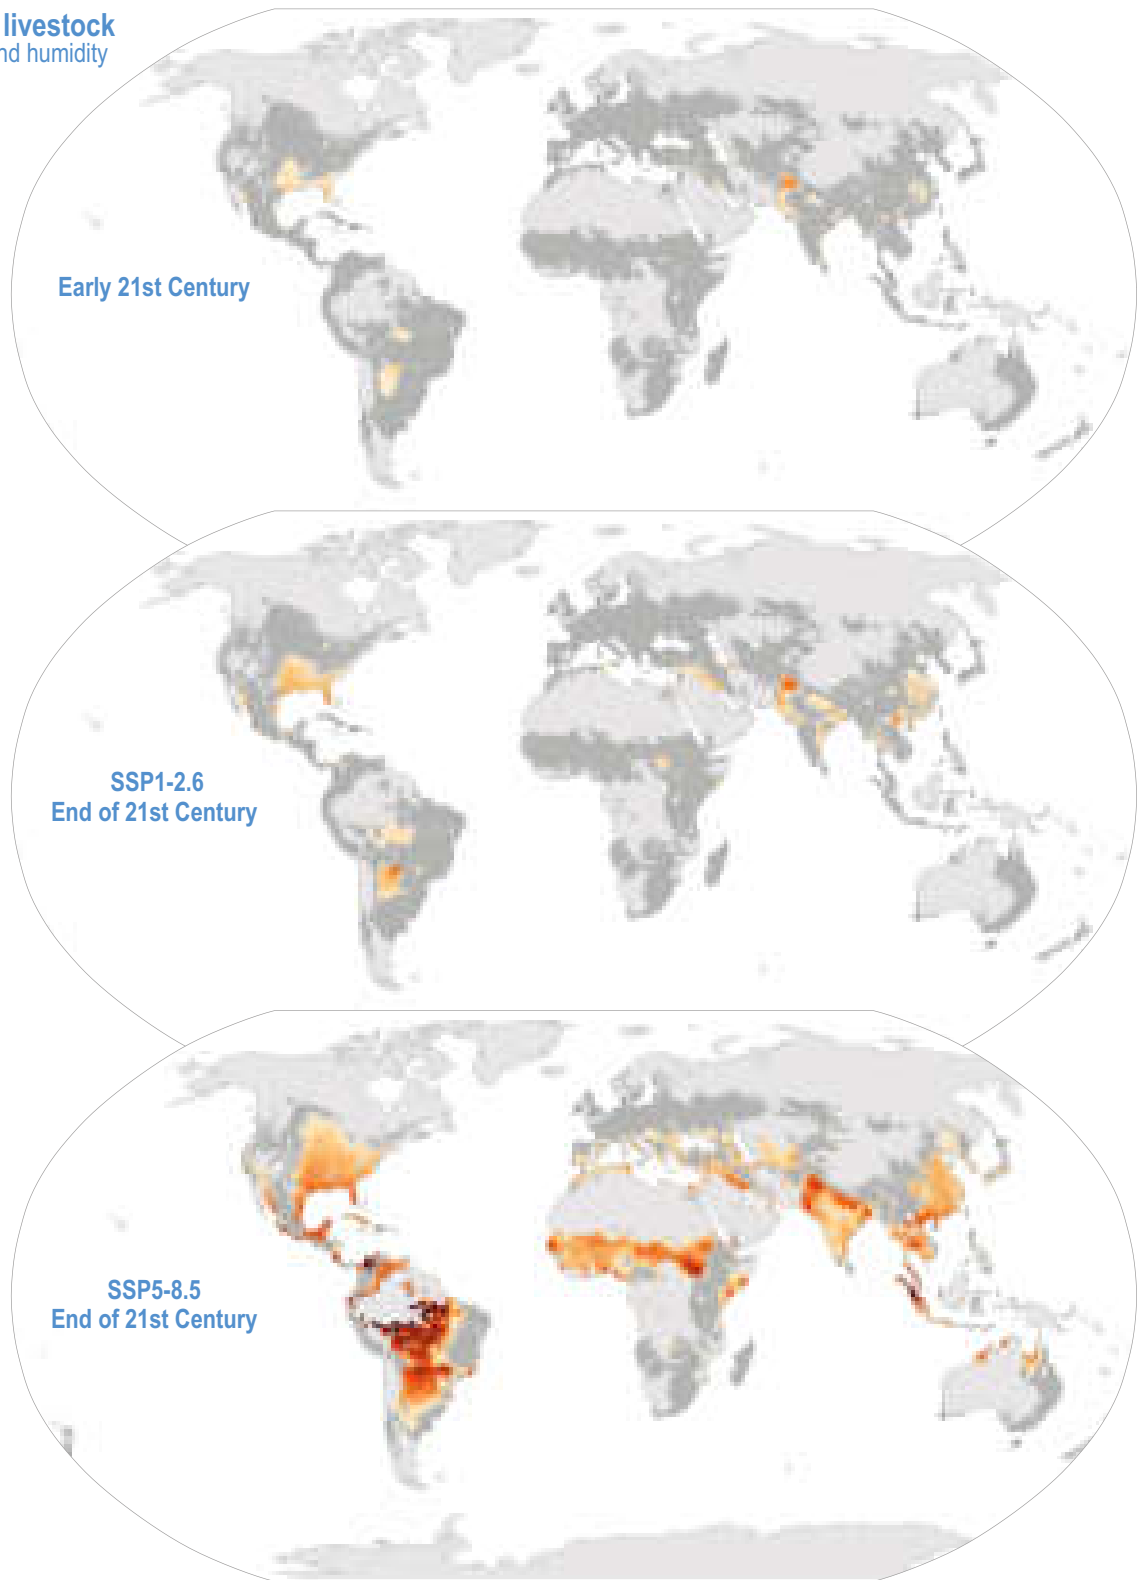 livestock
nd humidity
Early 21st Century
SSP1-2.6
End of 21st Century
SSP5-8.5
End of 21st Century